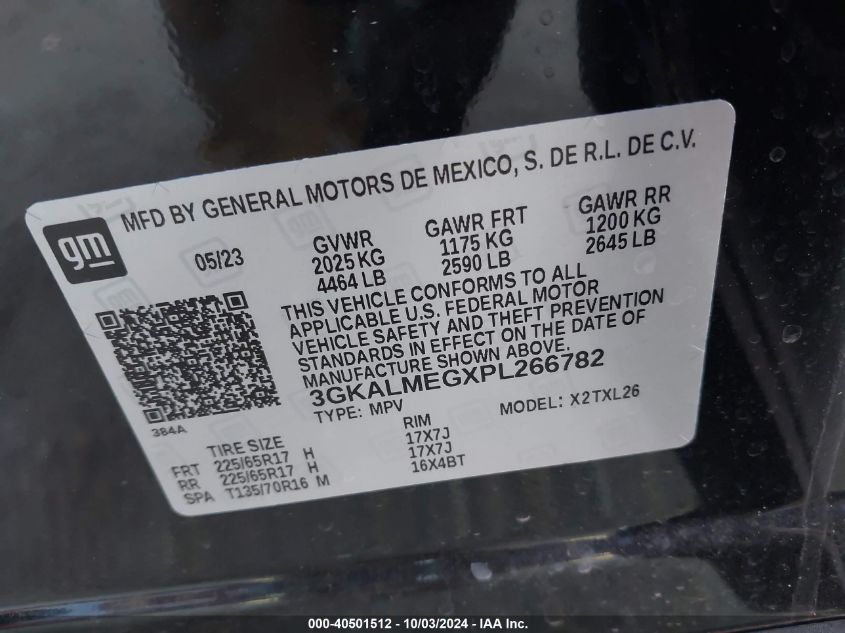 MFD BY GENERAL MOTORS DE MEXICO, S. DE R.L. DE C.V.
gm
05/23
GVWR
2025 KG
4464 LB
GAWR FRT
1175 KG
2590 LB
GAWR RR
1200 KG
2645 LB
THIS VEHICLE CONFORMS TO ALL
APPLICABLE U.S. FEDERAL MOTOR
VEHICLE SAFETY AND THEFT PREVENTION
STANDARDS IN EFFECT ON THE DATE OF
MANUFACTURE SHOWN ABOVE.
3GKALMEGXPL266782
TYPE: MPV
MODEL: X2TXL26
384A
TIRE SIZE
RIM
FRT 225/65R17 H 17X7J
RR 225/65R17 H 17X7J
SPA T135/70R16 M 16X4BT
000-40501512 - 10/03/2024 - IAA Inc.